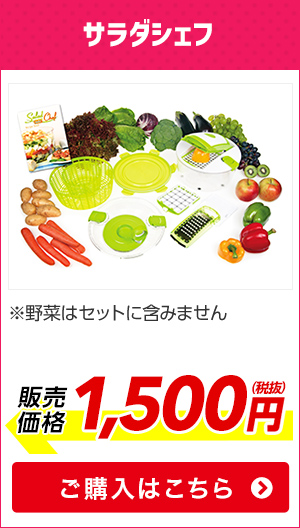 サラダシェフ
Salad
Chef
※野菜はセットに含みません
販売
価格
1,500円
(税抜)
ご購入はこちら